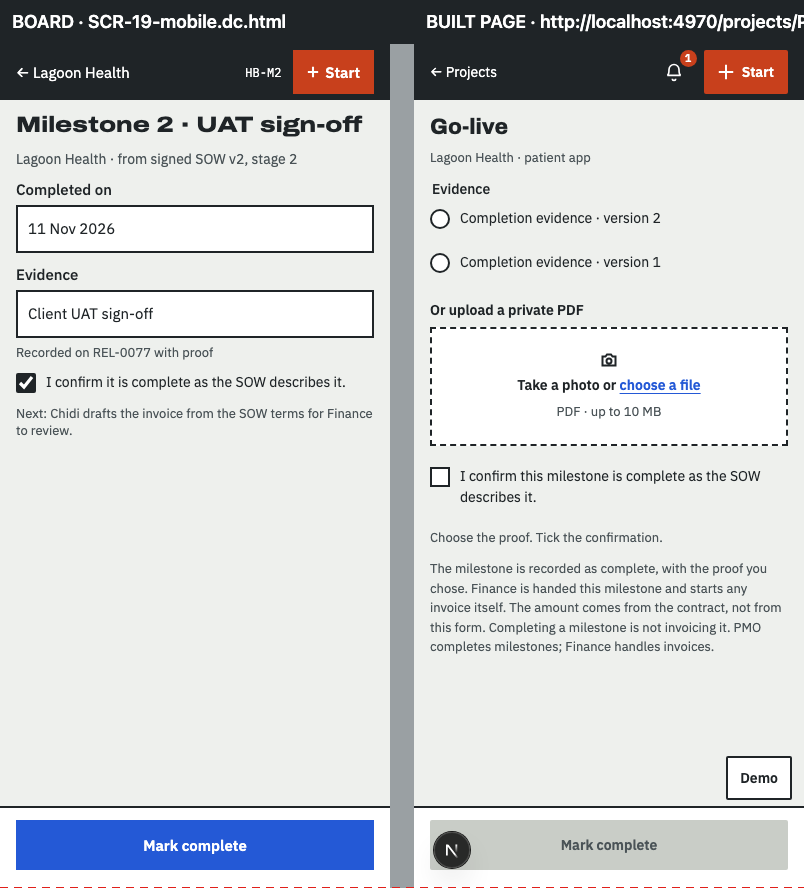 BOARD · SCR-19-mobile.dc.html
← Lagoon Health
HB-M2
+ Start
Milestone 2 · UAT sign-off
Lagoon Health · from signed SOW v2, stage 2
Completed on
11 Nov 2026
Evidence
Client UAT sign-off
Recorded on REL-0077 with proof
I confirm it is complete as the SOW describes it.
Next: Chidi drafts the invoice from the SOW terms for Finance
to review.
Mark complete
BUILT PAGE · http://localhost:4970/projects/
← Projects
1
+ Start
Go-live
Lagoon Health · patient app
Evidence
Completion evidence · version 2
Completion evidence · version 1
Or upload a private PDF
Take a photo or choose a file
PDF · up to 10 MB
I confirm this milestone is complete as the SOW
describes it.
Choose the proof. Tick the confirmation.
The milestone is recorded as complete, with the proof you
chose. Finance is handed this milestone and starts any
invoice itself. The amount comes from the contract, not from
this form. Completing a milestone is not invoicing it. PMO
completes milestones; Finance handles invoices.
Demo
N
Mark complete